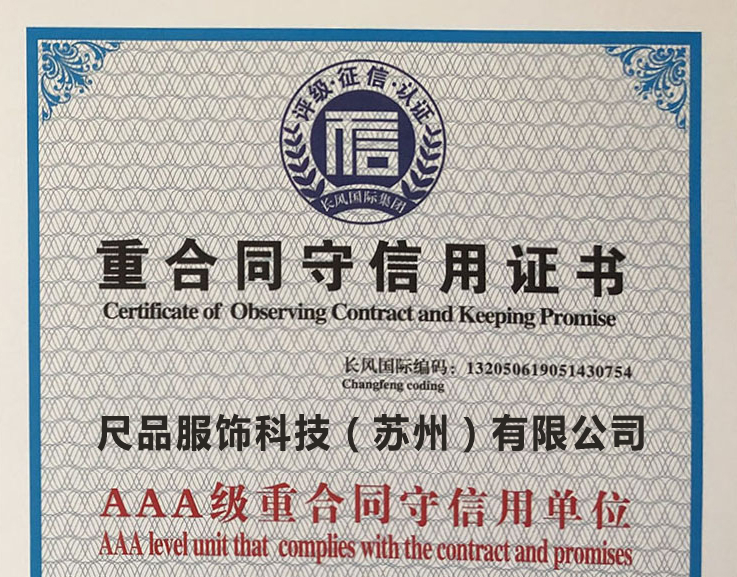 评级·征信·认证
信
长风国际集团
重合同守信用证书
Certificate of Observing Contract and Keeping Promise
长风国际编码：132050619051430754
Changfeng coding
尺品服饰科技（苏州）有限公司
AAA级重合同守信用单位
AAA level unit that complies with the contract and promises